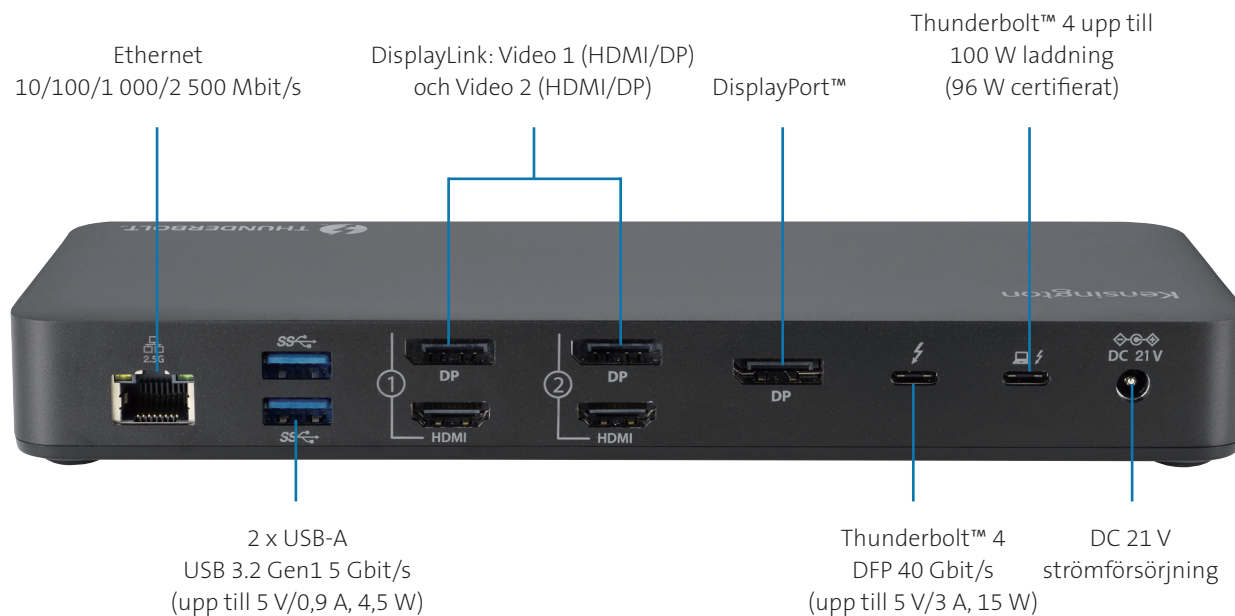 Ethernet
10/100/1 000/2 500 Mbit/s
DisplayLink: Video 1 (HDMI/DP)
och Video 2 (HDMI/DP)
DisplayPort™
Thunderbolt™ 4 upp till
100 W laddning
(96 W certifierat)
THUNDERBOLT™
Kensington
2.5G
SS
SS
1
DP
HDMI
2
DP
HDMI
DP
DC 21 V
2 x USB-A
USB 3.2 Gen1 5 Gbit/s
(upp till 5 V/0,9 A, 4,5 W)
Thunderbolt™ 4
DFP 40 Gbit/s
(upp till 5 V/3 A, 15 W)
DC 21 V
strömförsörjning